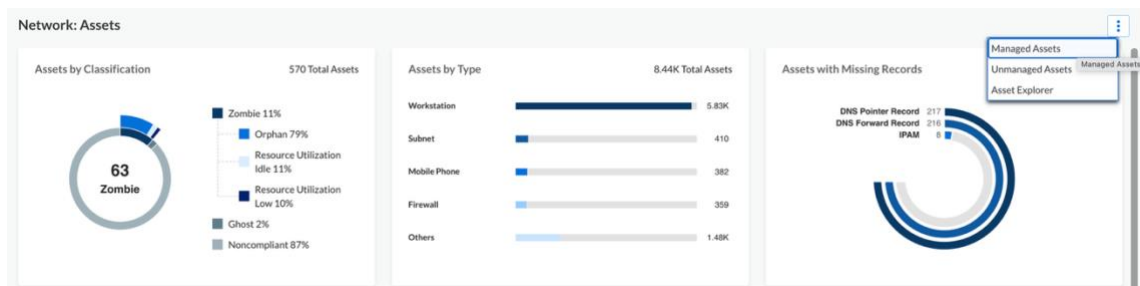 Network: Assets
Managed Assets
Unmanaged Assets
Managed Assets
Asset Explorer
Assets by Classification
570 Total Assets
63
Zombie
Zombie 11%
Orphan 79%
Resource Utilization
Idle 11%
Resource Utilization
Low 10%
Ghost 2%
Noncompliant 87%
Assets by Type
8.44K Total Assets
Workstation 5.83K
Subnet 410
Mobile Phone 382
Firewall 359
Others 1.48K
Assets with Missing Records
DNS Pointer Record 217
DNS Forward Record 216
IPAM 8